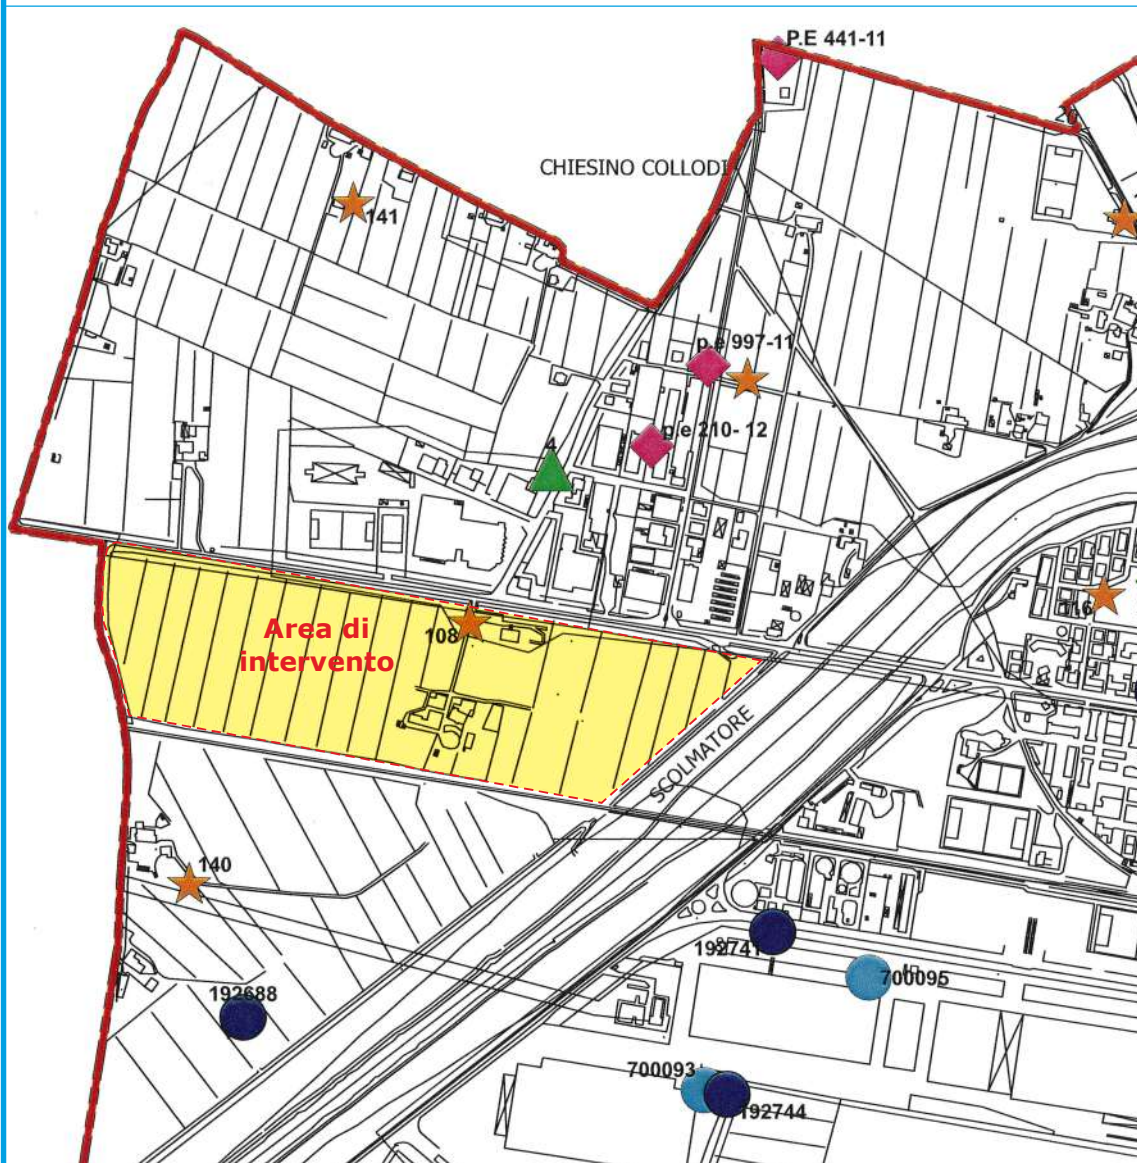 P.E 441-11
20
CHIESINO COLLODI
141
p.e 997-11
p.e 210- 12
4
116
Area di
intervento
108
SCOLMATORE
140
192741
700095
192688
700093
192744